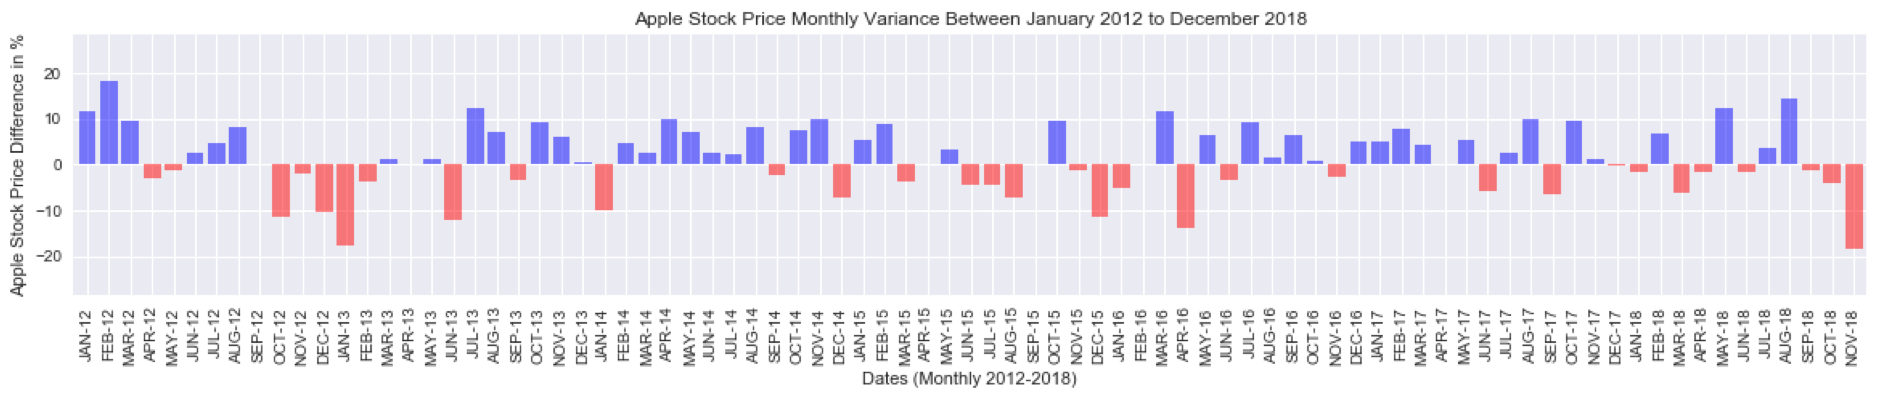 Apple Stock Price Monthly Variance Between January 2012 to December 2018
Apple Stock Price Difference in %
20
10
0
−10
−20
JAN-12
FEB-12
MAR-12
APR-12
MAY-12
JUN-12
JUL-12
AUG-12
SEP-12
OCT-12
NOV-12
DEC-12
JAN-13
FEB-13
MAR-13
APR-13
MAY-13
JUN-13
JUL-13
AUG-13
SEP-13
OCT-13
NOV-13
DEC-13
JAN-14
FEB-14
MAR-14
APR-14
MAY-14
JUN-14
JUL-14
AUG-14
SEP-14
OCT-14
NOV-14
DEC-14
JAN-15
FEB-15
MAR-15
APR-15
MAY-15
JUN-15
JUL-15
AUG-15
SEP-15
OCT-15
NOV-15
DEC-15
JAN-16
FEB-16
MAR-16
APR-16
MAY-16
JUN-16
JUL-16
AUG-16
SEP-16
OCT-16
NOV-16
DEC-16
JAN-17
FEB-17
MAR-17
APR-17
MAY-17
JUN-17
JUL-17
AUG-17
SEP-17
OCT-17
NOV-17
DEC-17
JAN-18
FEB-18
MAR-18
APR-18
MAY-18
JUN-18
JUL-18
AUG-18
SEP-18
OCT-18
NOV-18
Dates (Monthly 2012-2018)